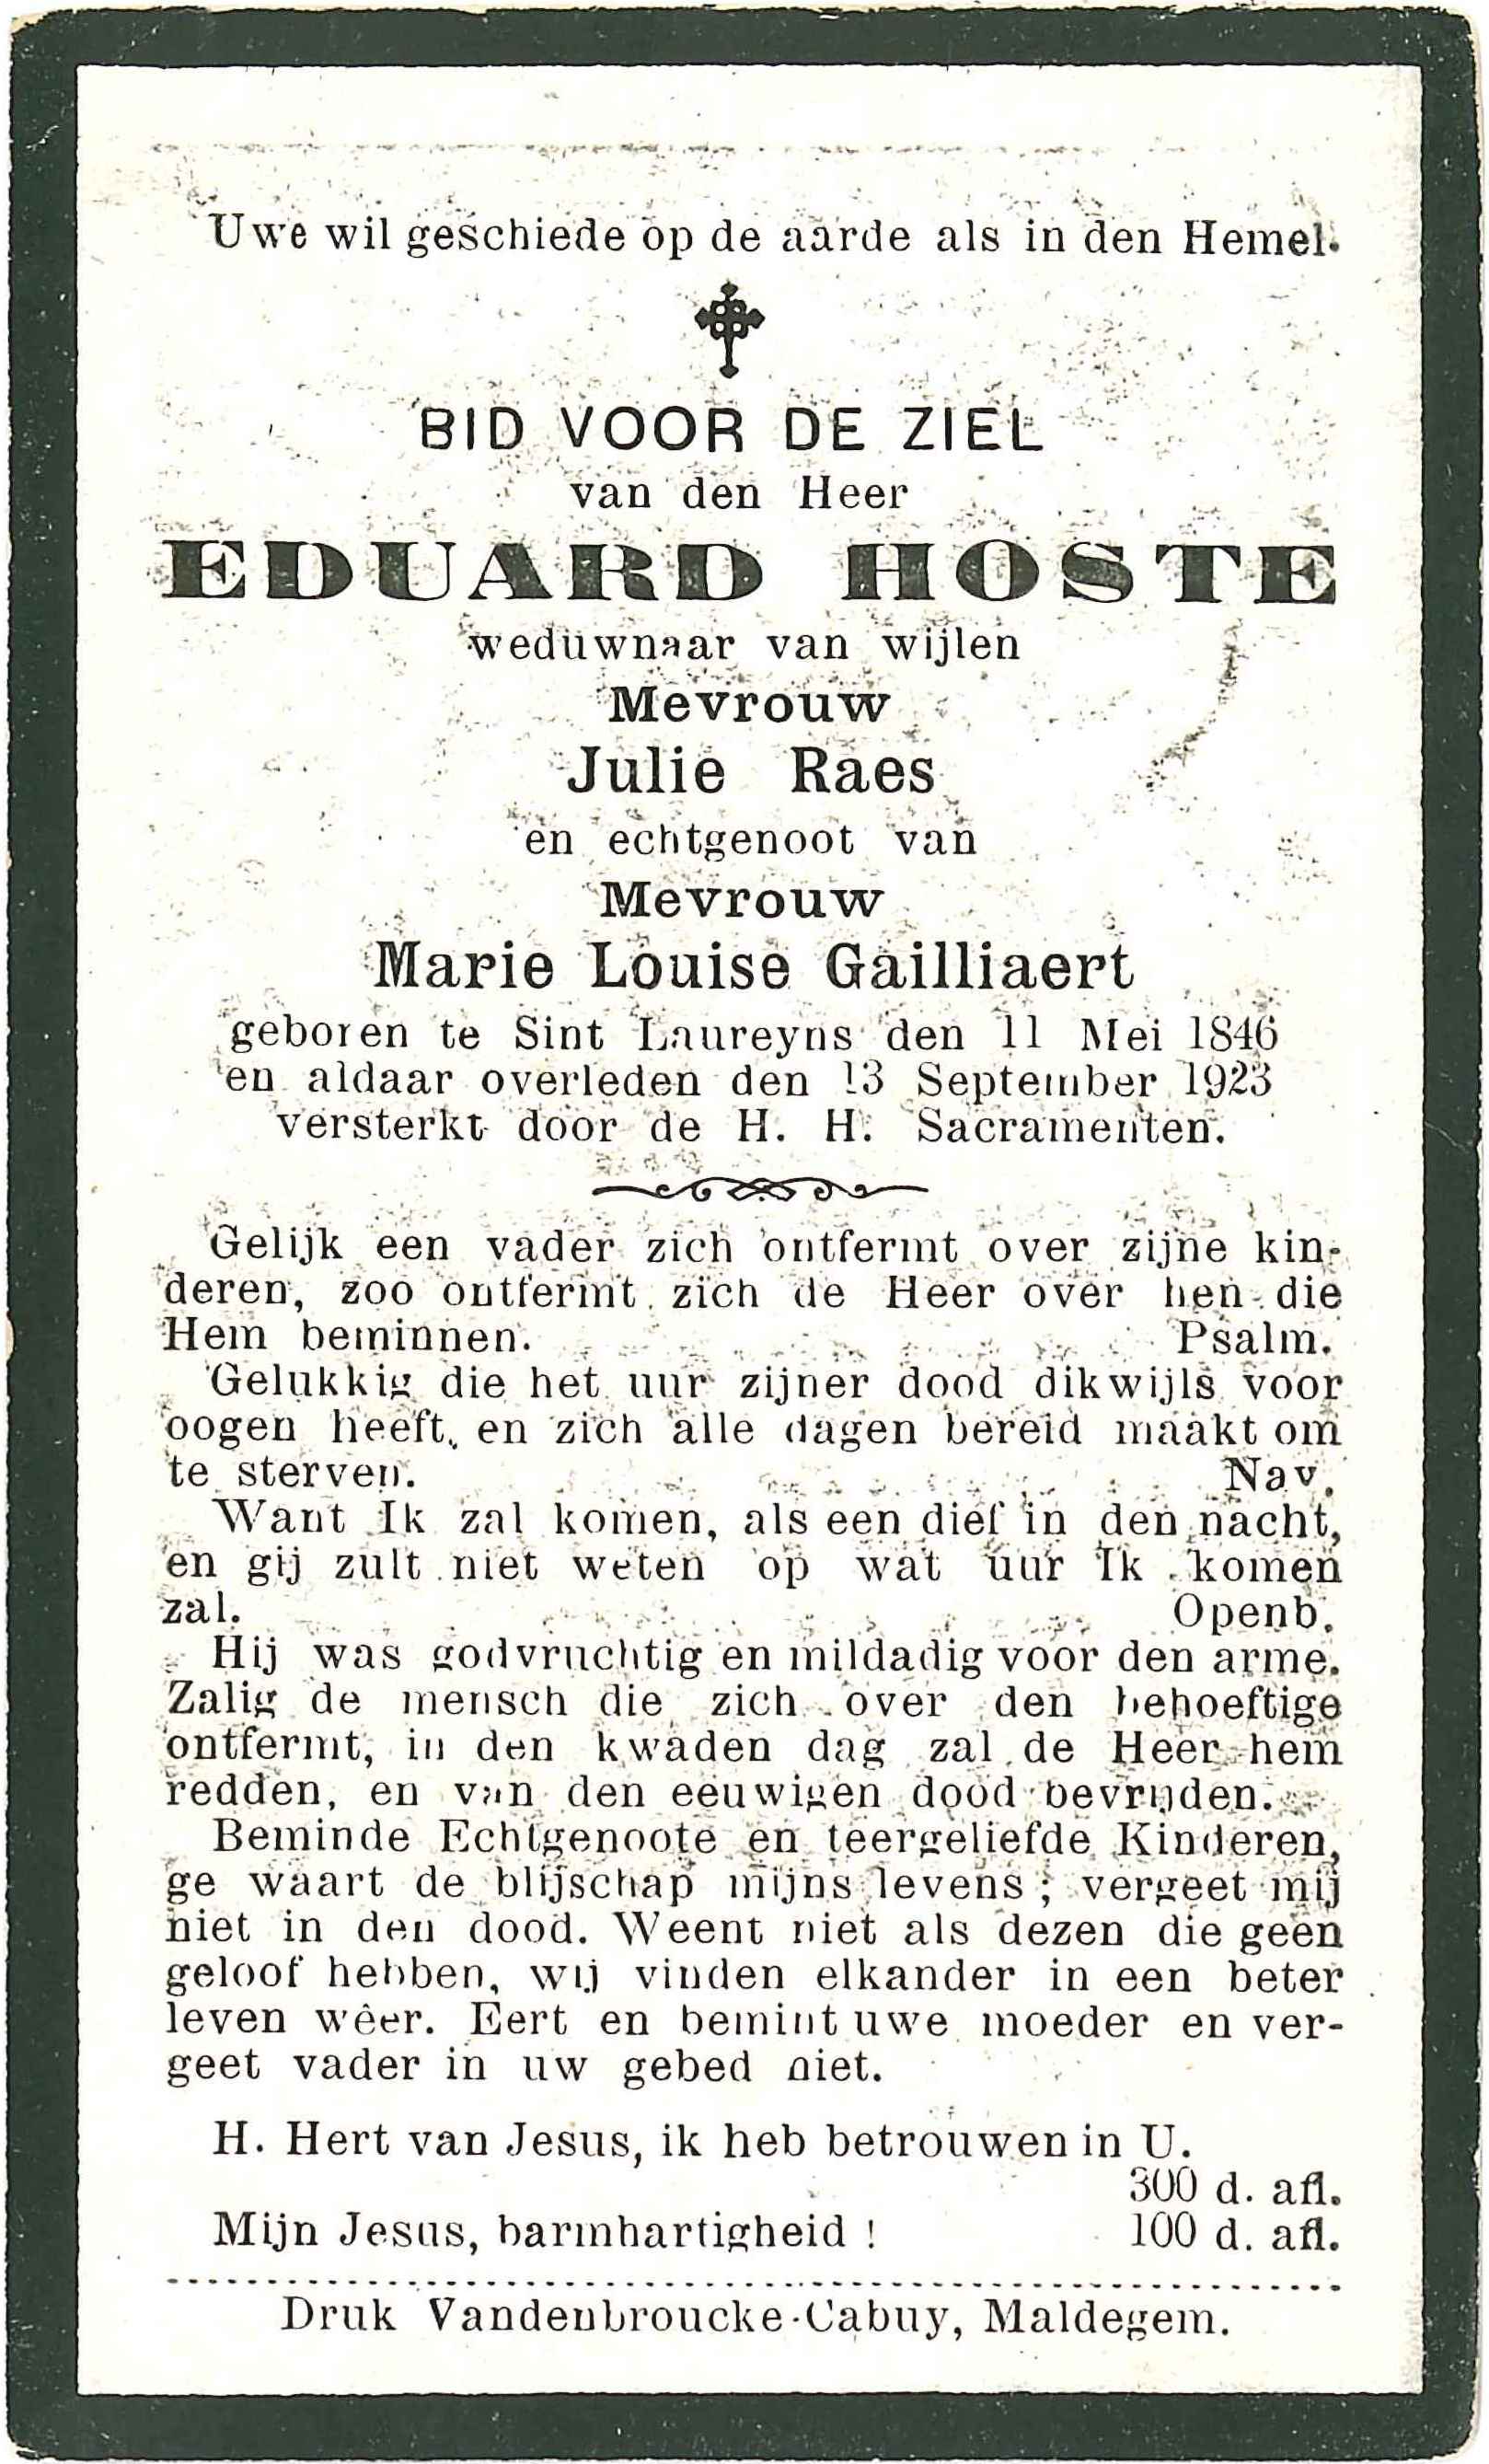 Uwe wil geschiede op de aarde als in den Hemel.
BID VOOR DE ZIEL
van den Heer
EDUARD HOSTE
weduwnaar van wijlen
Mevrouw
Julie Raes
en echtgenoot van
Mevrouw
Marie Louise Gailliaert
geboren te Sint Laureyns den 11 Mei 1846
en aldaar overleden den 13 September 1923
versterkt door de H. H. Sacramenten.
Gelijk een vader zich ontfermt over zijne kin-
deren, zoo ontfermt zich de Heer over hen die
Hem beminnen. Psalm.
Gelukkig die het uur zijner dood dikwijls voor
oogen heeft, en zich alle dagen bereid maakt om
te sterven. Nav.
Want Ik zal komen, als een dief in den nacht,
en gij zult niet weten op wat uur Ik komen
zal. Openb.
Hij was godvruchtig en mildadig voor den arme.
Zalig de mensch die zich over den behoeftige
ontfermt, in den kwaden dag zal de Heer hem
redden, en van den eeuwigen dood bevrijden.
Beminde Echtgenoote en teergeliefde Kinderen,
ge waart de blijschap mijns levens; vergeet mij
niet in den dood. Weent niet als dezen die geen
geloof hebben, wij vinden elkander in een beter
leven wêer. Eert en bemint uwe moeder en ver-
geet vader in uw gebed niet.
H. Hert van Jesus, ik heb betrouwen in U.
300 d. afl.
Mijn Jesus, barmhartigheid ! 100 d. afl.
Druk Vandenbroucke-Cabuy, Maldegem.